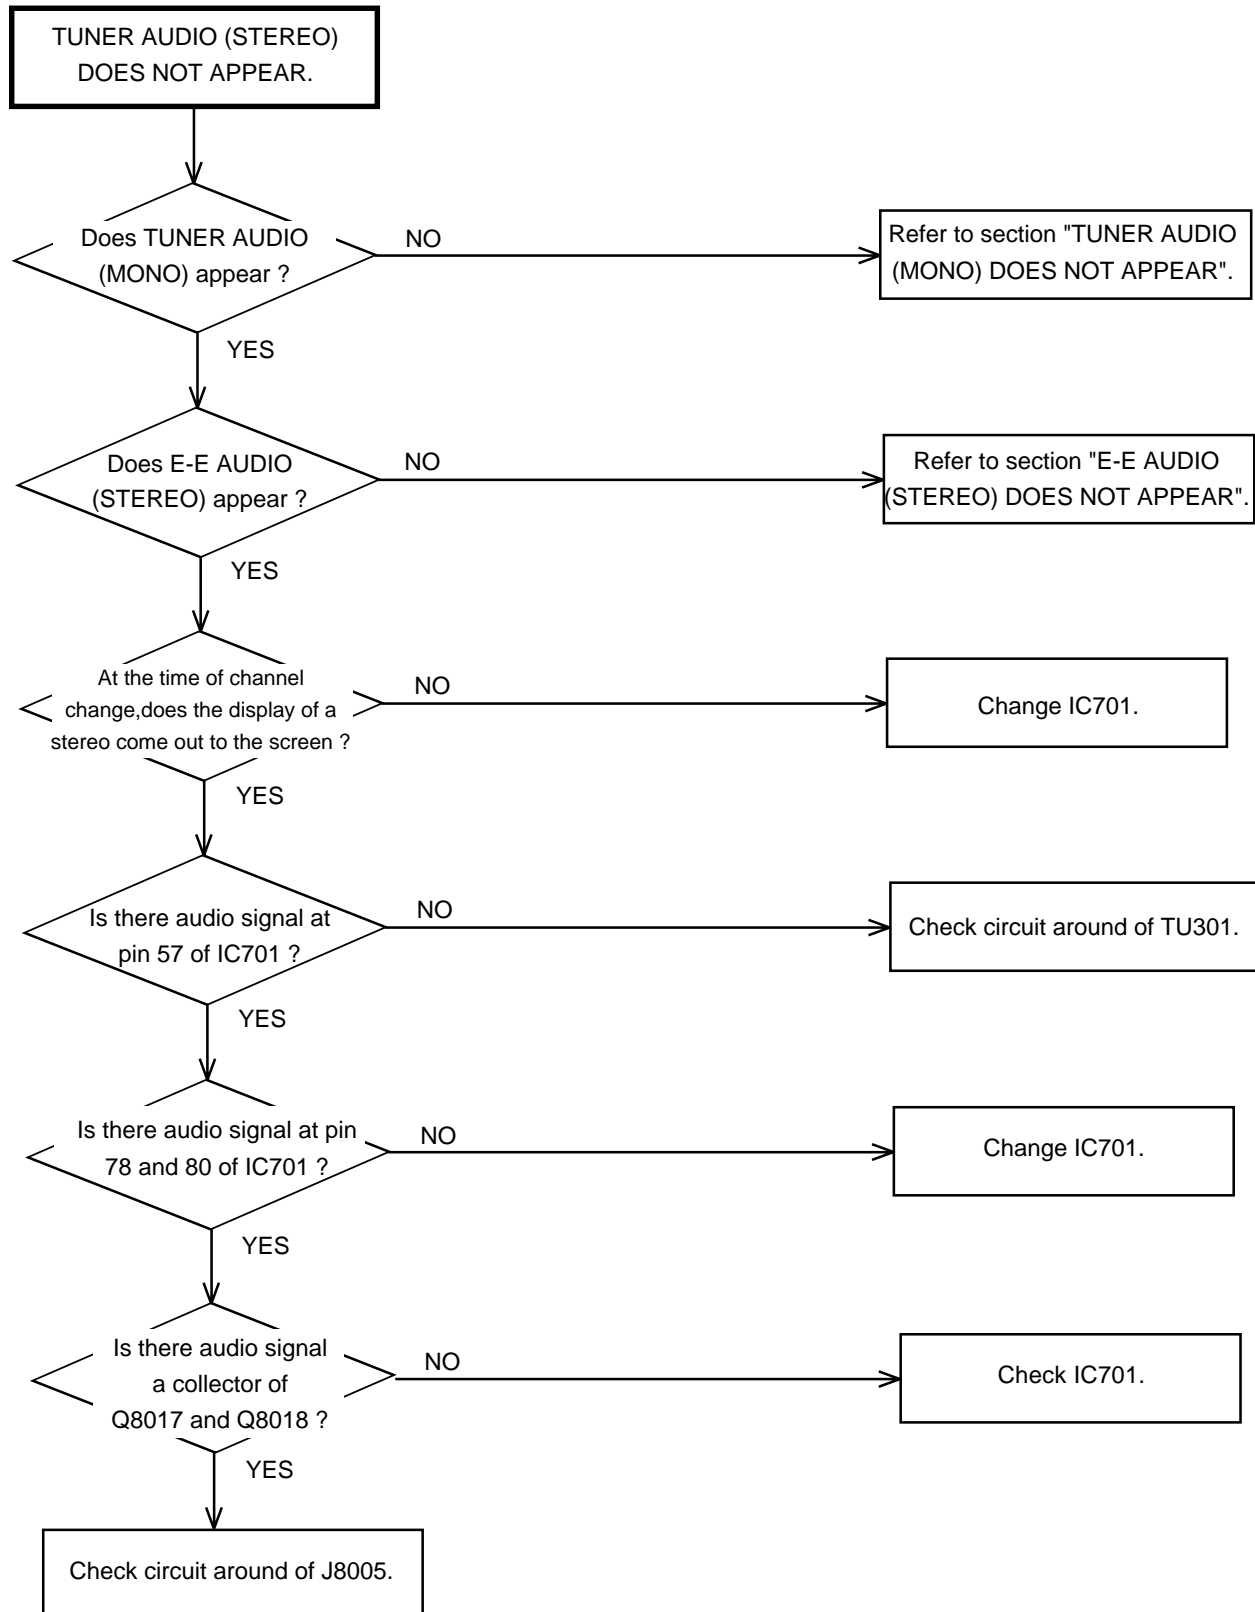 TUNER AUDIO (STEREO)
DOES NOT APPEAR.
Does TUNER AUDIO
(MONO) appear ?
NO
Refer to section "TUNER AUDIO
(MONO) DOES NOT APPEAR".
YES
Does E-E AUDIO
(STEREO) appear ?
NO
Refer to section "E-E AUDIO
(STEREO) DOES NOT APPEAR".
YES
At the time of channel
change,does the display of a
stereo come out to the screen ?
NO
Change IC701.
YES
Is there audio signal at
pin 57 of IC701 ?
NO
Check circuit around of TU301.
YES
Is there audio signal at pin
78 and 80 of IC701 ?
NO
Change IC701.
YES
Is there audio signal
a collector of
Q8017 and Q8018 ?
NO
Check IC701.
YES
Check circuit around of J8005.